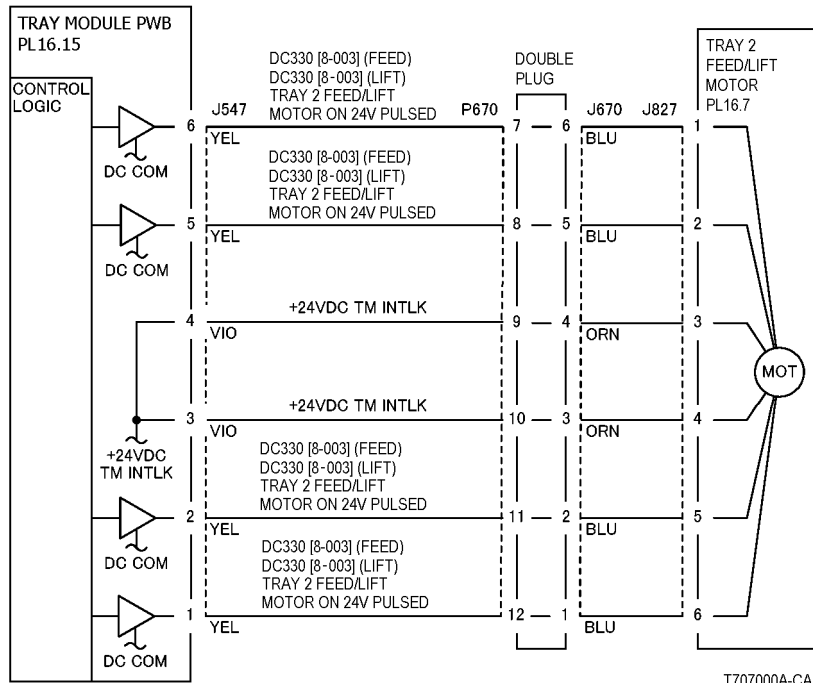 TRAY MODULE PWB
PL16.15
CONTROL
LOGIC
DC330 [8-003] (FEED)
DC330 [8-003] (LIFT)
TRAY 2 FEED/LIFT
MOTOR ON 24V PULSED
DOUBLE
PLUG
TRAY 2
FEED/LIFT
MOTOR
PL16.7
J547
P670
J670
J827
6
YEL
7
6
BLU
1
DC COM
DC330 [8-003] (FEED)
DC330 [8-003] (LIFT)
TRAY 2 FEED/LIFT
MOTOR ON 24V PULSED
5
YEL
8
5
BLU
2
DC COM
+24VDC TM INTLK
4
VIO
9
4
ORN
3
MOT
+24VDC TM INTLK
3
VIO
10
3
ORN
4
+24VDC
TM INTLK
DC330 [8-003] (FEED)
DC330 [8-003] (LIFT)
TRAY 2 FEED/LIFT
MOTOR ON 24V PULSED
2
YEL
11
2
BLU
5
DC COM
DC330 [8-003] (FEED)
DC330 [8-003] (LIFT)
TRAY 2 FEED/LIFT
MOTOR ON 24V PULSED
1
YEL
12
1
BLU
6
DC COM
T707000A-CA